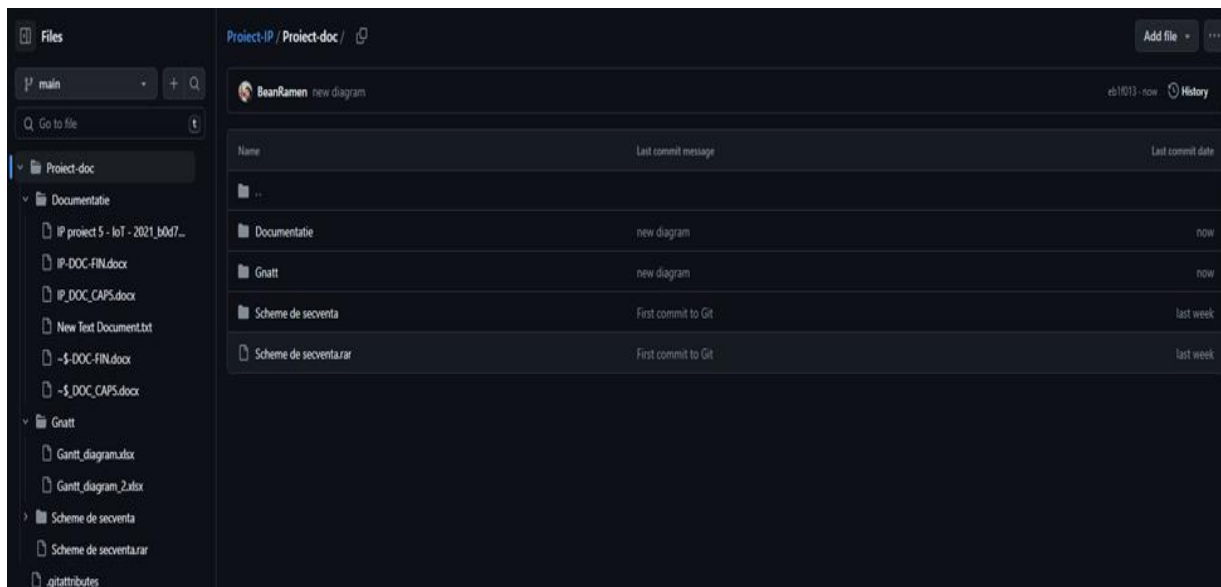 Files
main
Go to file
t
Proiect-doc
Documentatie
IP proiect 5 - IoT - 2021_b0d7...
IP-DOC-FIN.docx
IP_DOC_CAPS.docx
New Text Document.txt
~$-DOC-FIN.docx
~$_DOC_CAPS.docx
Gnatt
Gantt_diagram.xlsx
Gantt_diagram_2.xlsx
Scheme de secventa
Scheme de secventa.rar
.gitattributes
Proiect-IP / Proiect-doc /
Add file
BeanRamen new diagram
eb1f013 · now History
Name Last commit message Last commit date
..
Documentatie new diagram now
Gnatt new diagram now
Scheme de secventa First commit to Git last week
Scheme de secventa.rar First commit to Git last week